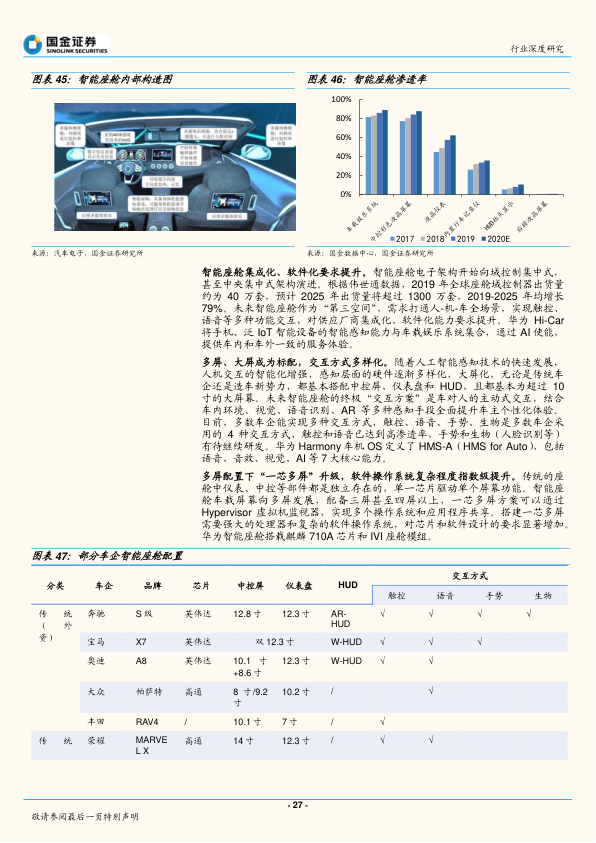 国金证券
SINOLINK SECURITIES
行业深度研究
图表 45：智能座舱内部构造图
图表 46：智能座舱渗透率
100%
80%
60%
40%
20%
0%
车载娱乐系统
中控彩色液晶屏幕
液晶仪表
内置行车记录仪
HUD抬头显示
后排液晶屏幕
2017 2018 2019 2020E
来源：汽车电子，国金证券研究所
来源：国金数据中心，国金证券研究所
智能座舱集成化、软件化要求提升。智能座舱电子架构升始向域控制集中式，
甚至中央集中式架构演进。根据伟世通数据，2019 年全球座舱域控制器出货量
约为 40 万套，预计 2025 年出货量将超过 1300 万套，2019-2025 年均增长
79%。未来智能座舱作为“第三空间”，需求打通人-机-车全场景，实现触控、
语音等多种功能交互，对供应厂商集成化、软件化能力要求提升。华为 Hi-Car
将手机、泛 IoT 智能设备的智能感知能力与车载娱乐系统集合，通过 AI 使能，
提供车内和车外一致的服务体验。
多屏、大屏成为标配，交互方式多样化。随着人工智能感知技术的快速发展，
人机交互的智能化增强，感知层面的硬件逐渐多样化，大屏化。无论是传统车
企还是造车新势力，都基本搭配中控屏、仪表盘和 HUD，且都基本为超过 10
寸的大屏幕。未来智能座舱的终极“交互方案”是车对人的主动式交互，结合
车内环境、视觉、语音识别、AR 等多种感知手段全面提升车主个性化体验。
目前，多数车企能实现多种交互方式，触控、语音、手势、生物是多数车企采
用的 4 种交互方式，触控和语音已达到高渗透率，手势和生物（人脸识别等）
有待继续研发。华为 Harmony 车机 OS 定义了 HMS-A（HMS for Auto），包括
语音、音效、视觉、AI 等 7 大核心能力。
多屏配置下“一芯多屏”升级，软件操作系统复杂程度指数级提升。传统的座
舱中仪表、中控等部件都是独立存在的，单一芯片驱动单个屏幕功能。智能座
舱车载屏幕向多屏发展，配备三屏甚至四屏以上，一芯多屏方案可以通过
Hypervisor 虚拟机监视器，实现多个操作系统和应用程序共享。搭建一芯多屏
需要强大的处理器和复杂的软件操作系统，对芯片和软件设计的要求显著增加。
华为智能座舱搭载麒麟 710A 芯片和 IVI 座舱模组。
图表 47：部分车企智能座舱配置
分类 车企 品牌 芯片 中控屏 仪表盘 HUD 交互方式
触控 语音 手势 生物
传统（外资） 奔驰 S 级 英伟达 12.8 寸 12.3 寸 AR-HUD √ √ √ √
宝马 X7 英伟达 双 12.3 寸 W-HUD √ √ √
奥迪 A8 英伟达 10.1 寸+8.6 寸 12.3 寸 W-HUD √ √
大众 帕萨特 高通 8 寸/9.2 寸 10.2 寸 / √
丰田 RAV4 / 10.1 寸 7 寸 / √
传统 荣耀 MARVEL X 高通 14 寸 12.3 寸 / √ √
- 27 -
敬请参阅最后一页特别声明